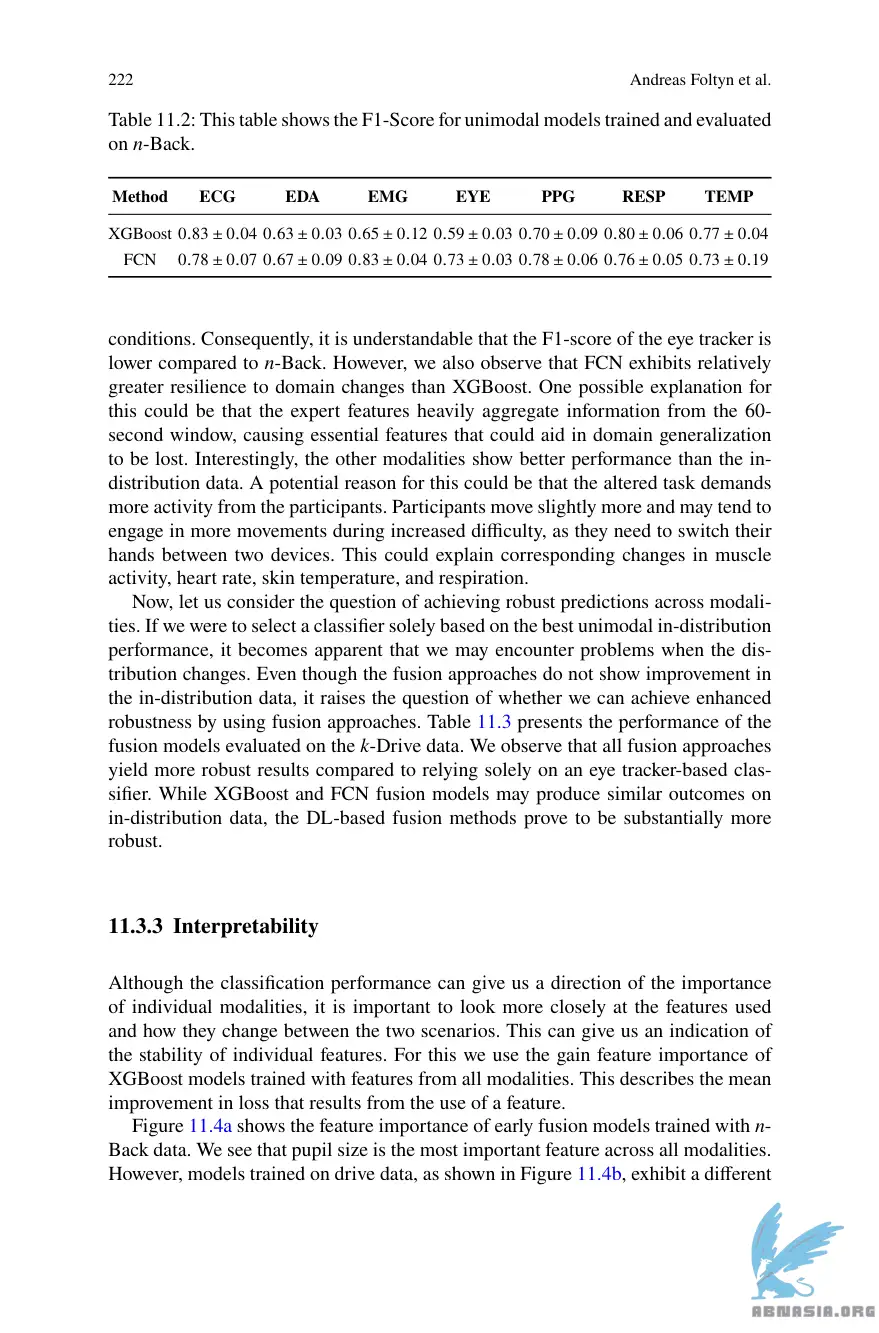 222 Andreas Foltyn et al.
Table 11.2: This table shows the F1-Score for unimodal models trained and evaluated
on n-Back.
Method ECG EDA EMG EYE PPG RESP TEMP
XGBoost 0.83 ± 0.04 0.63 ± 0.03 0.65 ± 0.12 0.59 ± 0.03 0.70 ± 0.09 0.80 ± 0.06 0.77 ± 0.04
FCN 0.78 ± 0.07 0.67 ± 0.09 0.83 ± 0.04 0.73 ± 0.03 0.78 ± 0.06 0.76 ± 0.05 0.73 ± 0.19
conditions. Consequently, it is understandable that the F1-score of the eye tracker is
lower compared to n-Back. However, we also observe that FCN exhibits relatively
greater resilience to domain changes than XGBoost. One possible explanation for
this could be that the expert features heavily aggregate information from the 60-
second window, causing essential features that could aid in domain generalization
to be lost. Interestingly, the other modalities show better performance than the in-
distribution data. A potential reason for this could be that the altered task demands
more activity from the participants. Participants move slightly more and may tend to
engage in more movements during increased difficulty, as they need to switch their
hands between two devices. This could explain corresponding changes in muscle
activity, heart rate, skin temperature, and respiration.
Now, let us consider the question of achieving robust predictions across modali-
ties. If we were to select a classifier solely based on the best unimodal in-distribution
performance, it becomes apparent that we may encounter problems when the dis-
tribution changes. Even though the fusion approaches do not show improvement in
the in-distribution data, it raises the question of whether we can achieve enhanced
robustness by using fusion approaches. Table 11.3 presents the performance of the
fusion models evaluated on the k-Drive data. We observe that all fusion approaches
yield more robust results compared to relying solely on an eye tracker-based clas-
sifier. While XGBoost and FCN fusion models may produce similar outcomes on
in-distribution data, the DL-based fusion methods prove to be substantially more
robust.
11.3.3 Interpretability
Although the classification performance can give us a direction of the importance
of individual modalities, it is important to look more closely at the features used
and how they change between the two scenarios. This can give us an indication of
the stability of individual features. For this we use the gain feature importance of
XGBoost models trained with features from all modalities. This describes the mean
improvement in loss that results from the use of a feature.
Figure 11.4a shows the feature importance of early fusion models trained with n-
Back data. We see that pupil size is the most important feature across all modalities.
However, models trained on drive data, as shown in Figure 11.4b, exhibit a different
ABNASIA.ORG